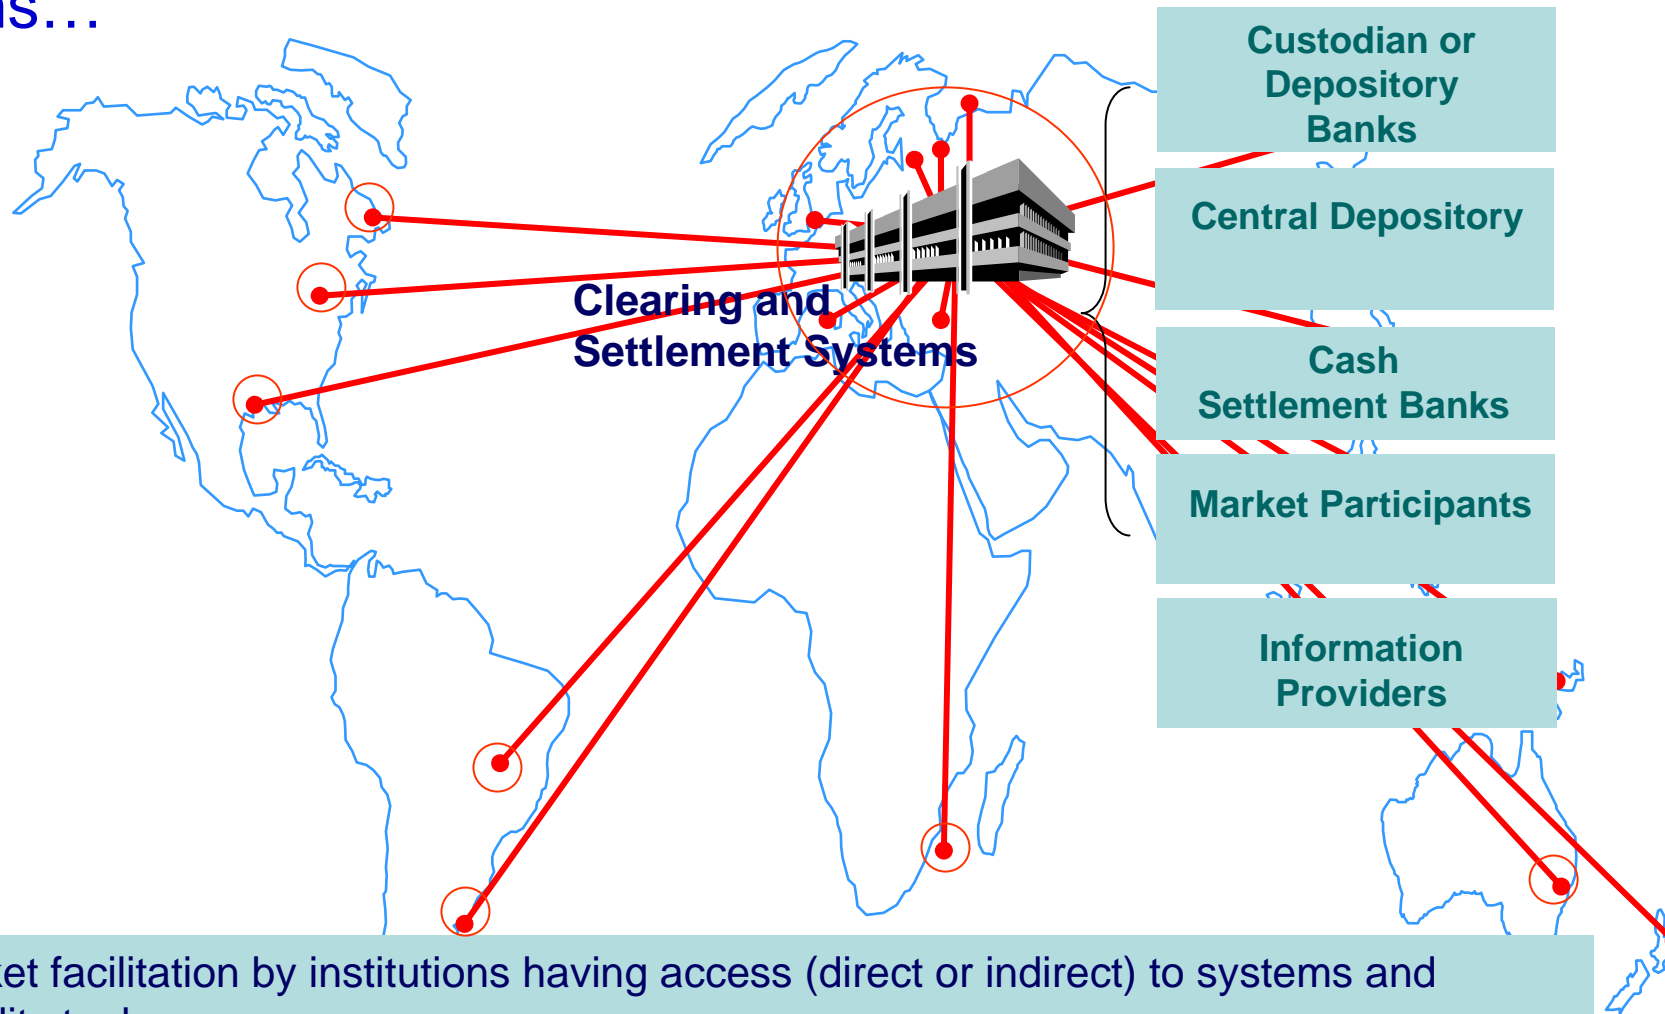 Custodian or
Depository
Banks
Central Depository
Clearing and
Settlement Systems
Cash
Settlement Banks
Market Participants
Information
Providers
facilitation by institutions having access (direct or indirect) to systems and